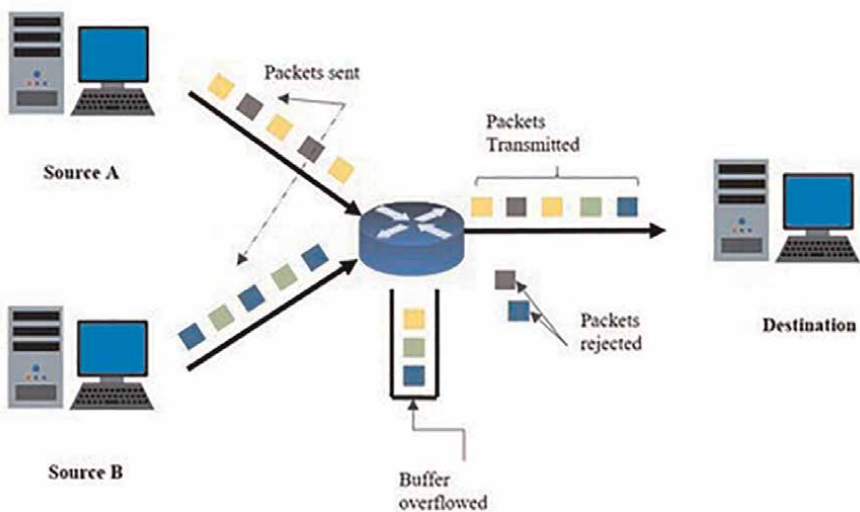 Packets sent
Packets
Transmitted
Source A
Packets
rejected
Destination
Source B
Buffer
overflowed